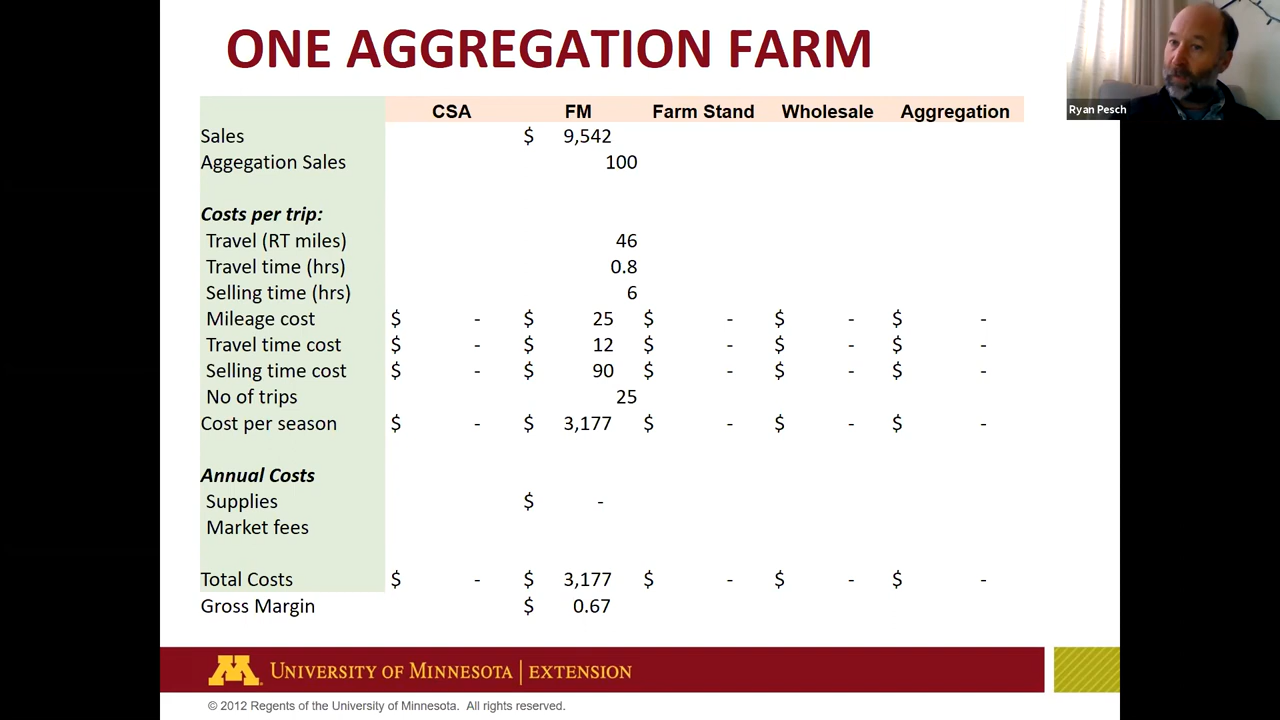 ONE AGGREGATION FARM
Ryan Pesch
CSA FM Farm Stand Wholesale Aggregation
Sales $ 9,542
Aggegation Sales 100
Costs per trip:
Travel (RT miles) 46
Travel time (hrs) 0.8
Selling time (hrs) 6
Mileage cost $ - $ 25 $ - $ - $ -
Travel time cost $ - $ 12 $ - $ - $ -
Selling time cost $ - $ 90 $ - $ - $ -
No of trips 25
Cost per season $ - $ 3,177 $ - $ - $ -
Annual Costs
Supplies $ -
Market fees
Total Costs $ - $ 3,177 $ - $ - $ -
Gross Margin $ 0.67
M UNIVERSITY OF MINNESOTA | EXTENSION
© 2012 Regents of the University of Minnesota. All rights reserved.